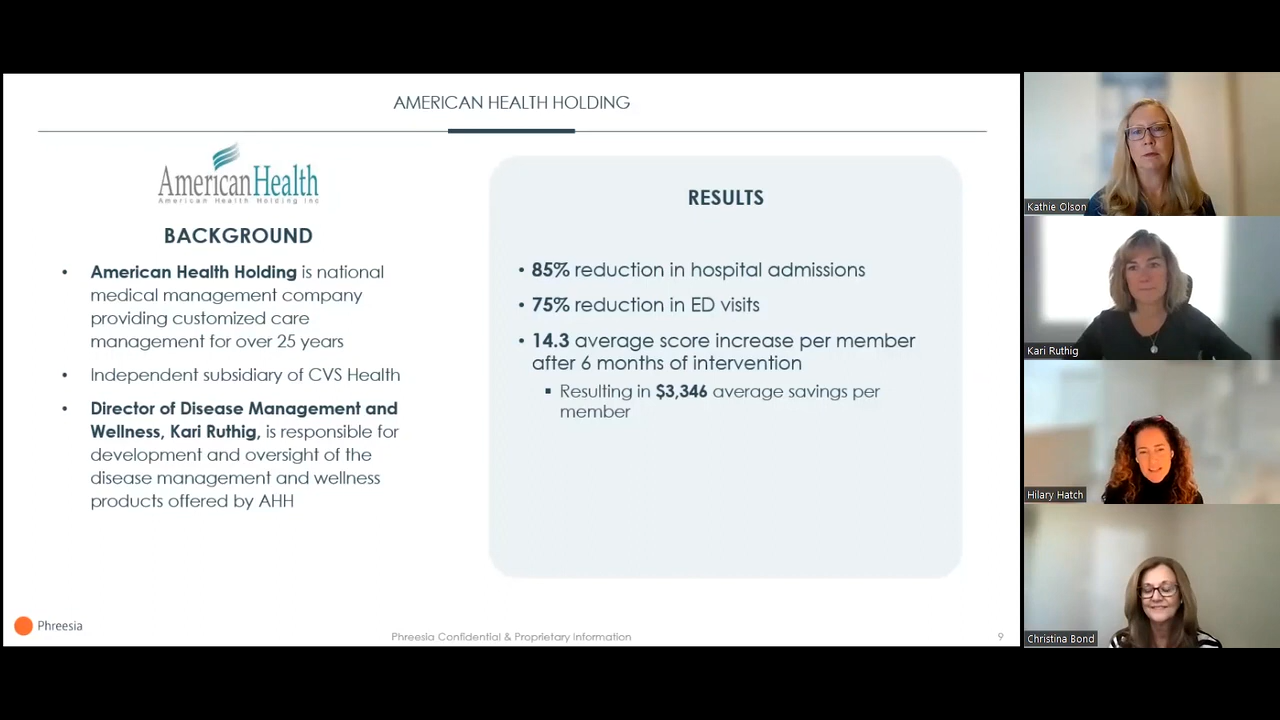 AMERICAN HEALTH HOLDING
AmericanHealth
American Health Holding Inc
BACKGROUND
• American Health Holding is national
medical management company
providing customized care
management for over 25 years
• Independent subsidiary of CVS Health
• Director of Disease Management and
Wellness, Kari Ruthig, is responsible for
development and oversight of the
disease management and wellness
products offered by AHH
RESULTS
• 85% reduction in hospital admissions
• 75% reduction in ED visits
• 14.3 average score increase per member
after 6 months of intervention
▪ Resulting in $3,346 average savings per
member
Phreesia
Phreesia Confidential & Proprietary Information
9
Kathie Olson
Kari Ruthig
Hilary Hatch
Christina Bond